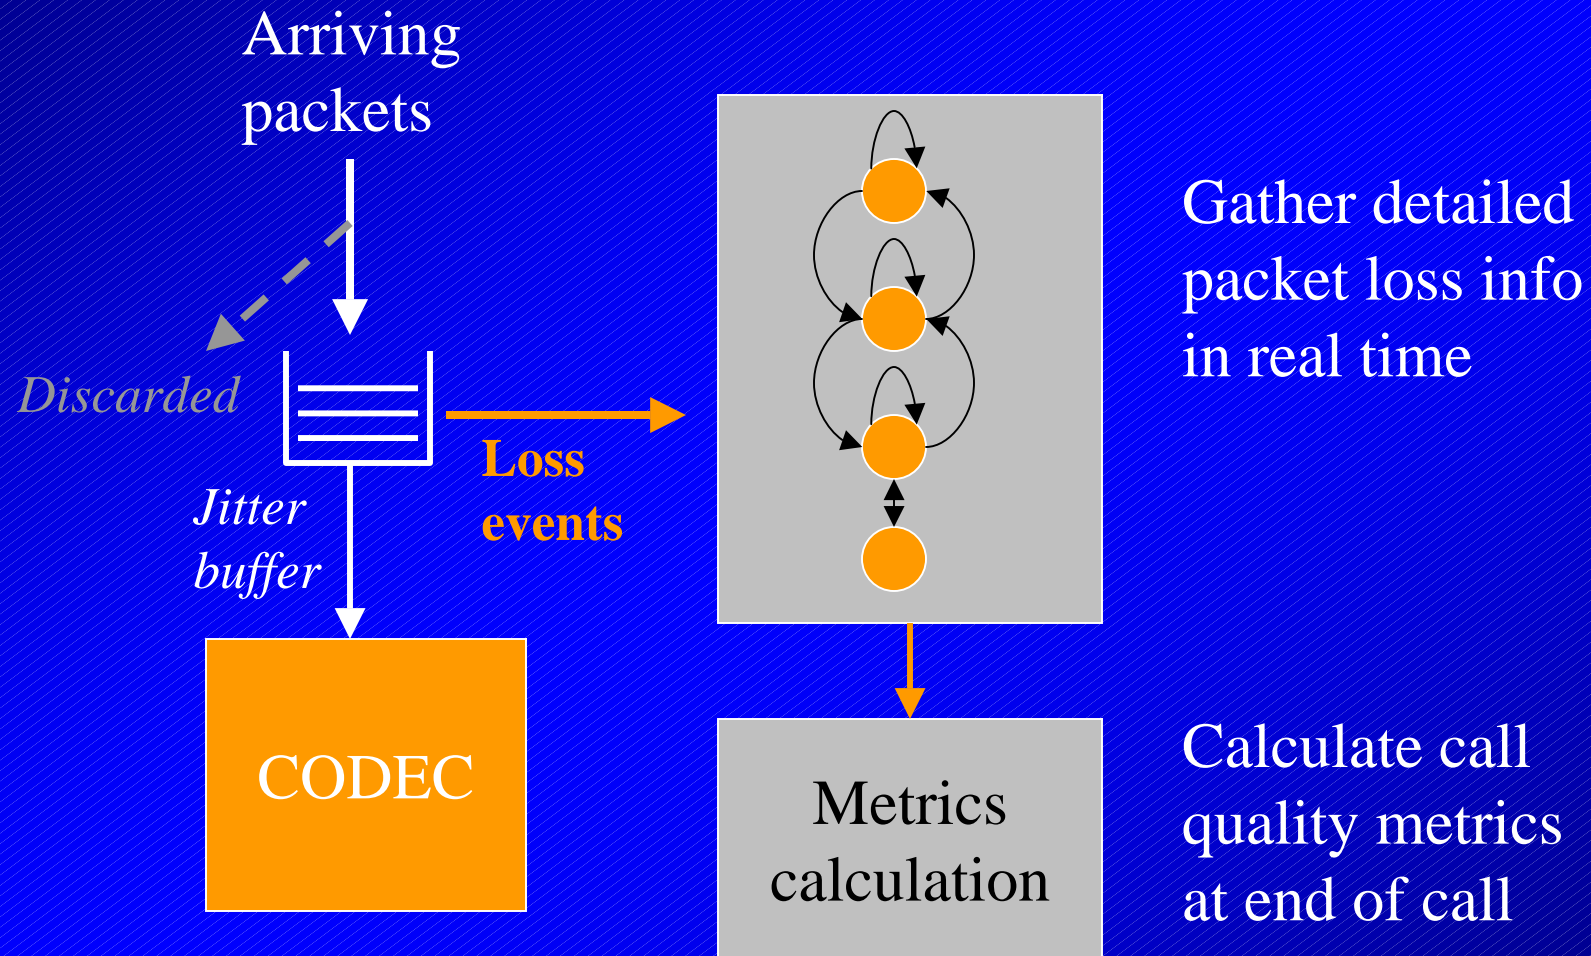 Arriving
packets
Discarded
Jitter
buffer
Loss
events
CODEC
Gather detailed
packet loss info
in real time
Metrics
calculation
Calculate call
quality metrics
at end of call